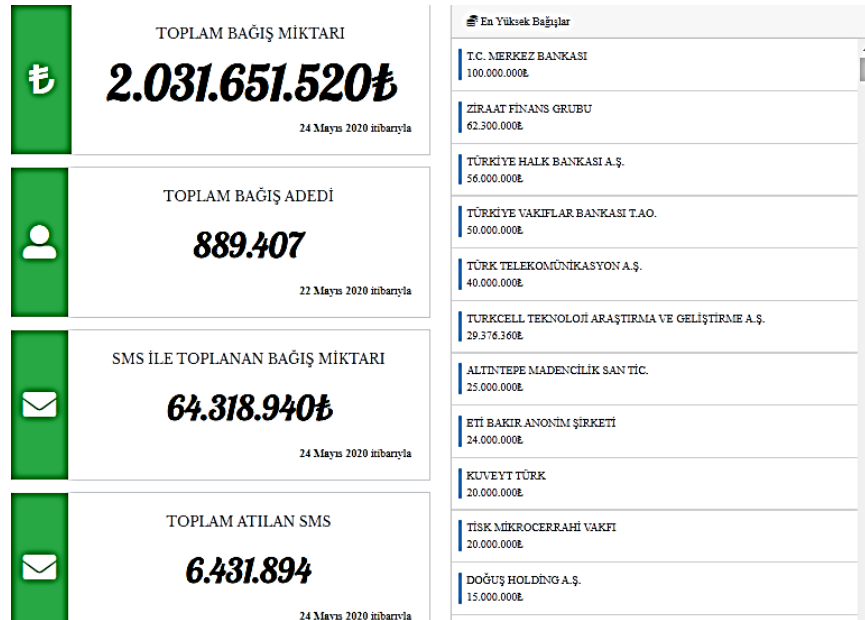 TOPLAM BAĞIŞ MİKTARI
2.031.651.520₺
24 Mayıs 2020 itibarıyla
TOPLAM BAĞIŞ ADEDİ
889.407
22 Mayıs 2020 itibarıyla
SMS İLE TOPLANAN BAĞIŞ MİKTARI
64.318.940₺
24 Mayıs 2020 itibarıyla
TOPLAM ATILAN SMS
6.431.894
24 Mayıs 2020 itibarıyla
En Yüksek Bağışlar
T.C. MERKEZ BANKASI
100.000.000₺
ZİRAAT FİNANS GRUBU
62.300.000₺
TÜRKİYE HALK BANKASI A.Ş.
56.000.000₺
TÜRKİYE VAKIFLAR BANKASI T.AO.
50.000.000₺
TÜRK TELEKOMÜNİKASYON A.Ş.
40.000.000₺
TURKCELL TEKNOLOJİ ARAŞTIRMA VE GELİŞTİRME A.Ş.
29.376.360₺
ALTINTEPE MADENCİLİK SAN TİC.
25.000.000₺
ETİ BAKIR ANONİM ŞİRKETİ
24.000.000₺
KUVEYT TÜRK
20.000.000₺
TİSK MİKROCERRAHİ VAKFI
20.000.000₺
DOĞUŞ HOLDİNG A.Ş.
15.000.000₺